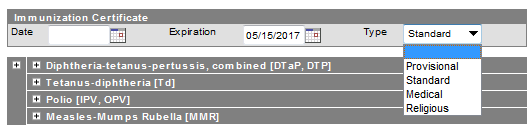 Immunization Certificate
Date Expiration 05/15/2017 Type Standard
Provisional
Standard
Medical
Religious
Diphtheria-tetanus-pertussis, combined [DTaP, DTP]
Tetanus-diphtheria [Td]
Polio [IPV, OPV]
Measles-Mumps Rubella [MMR]